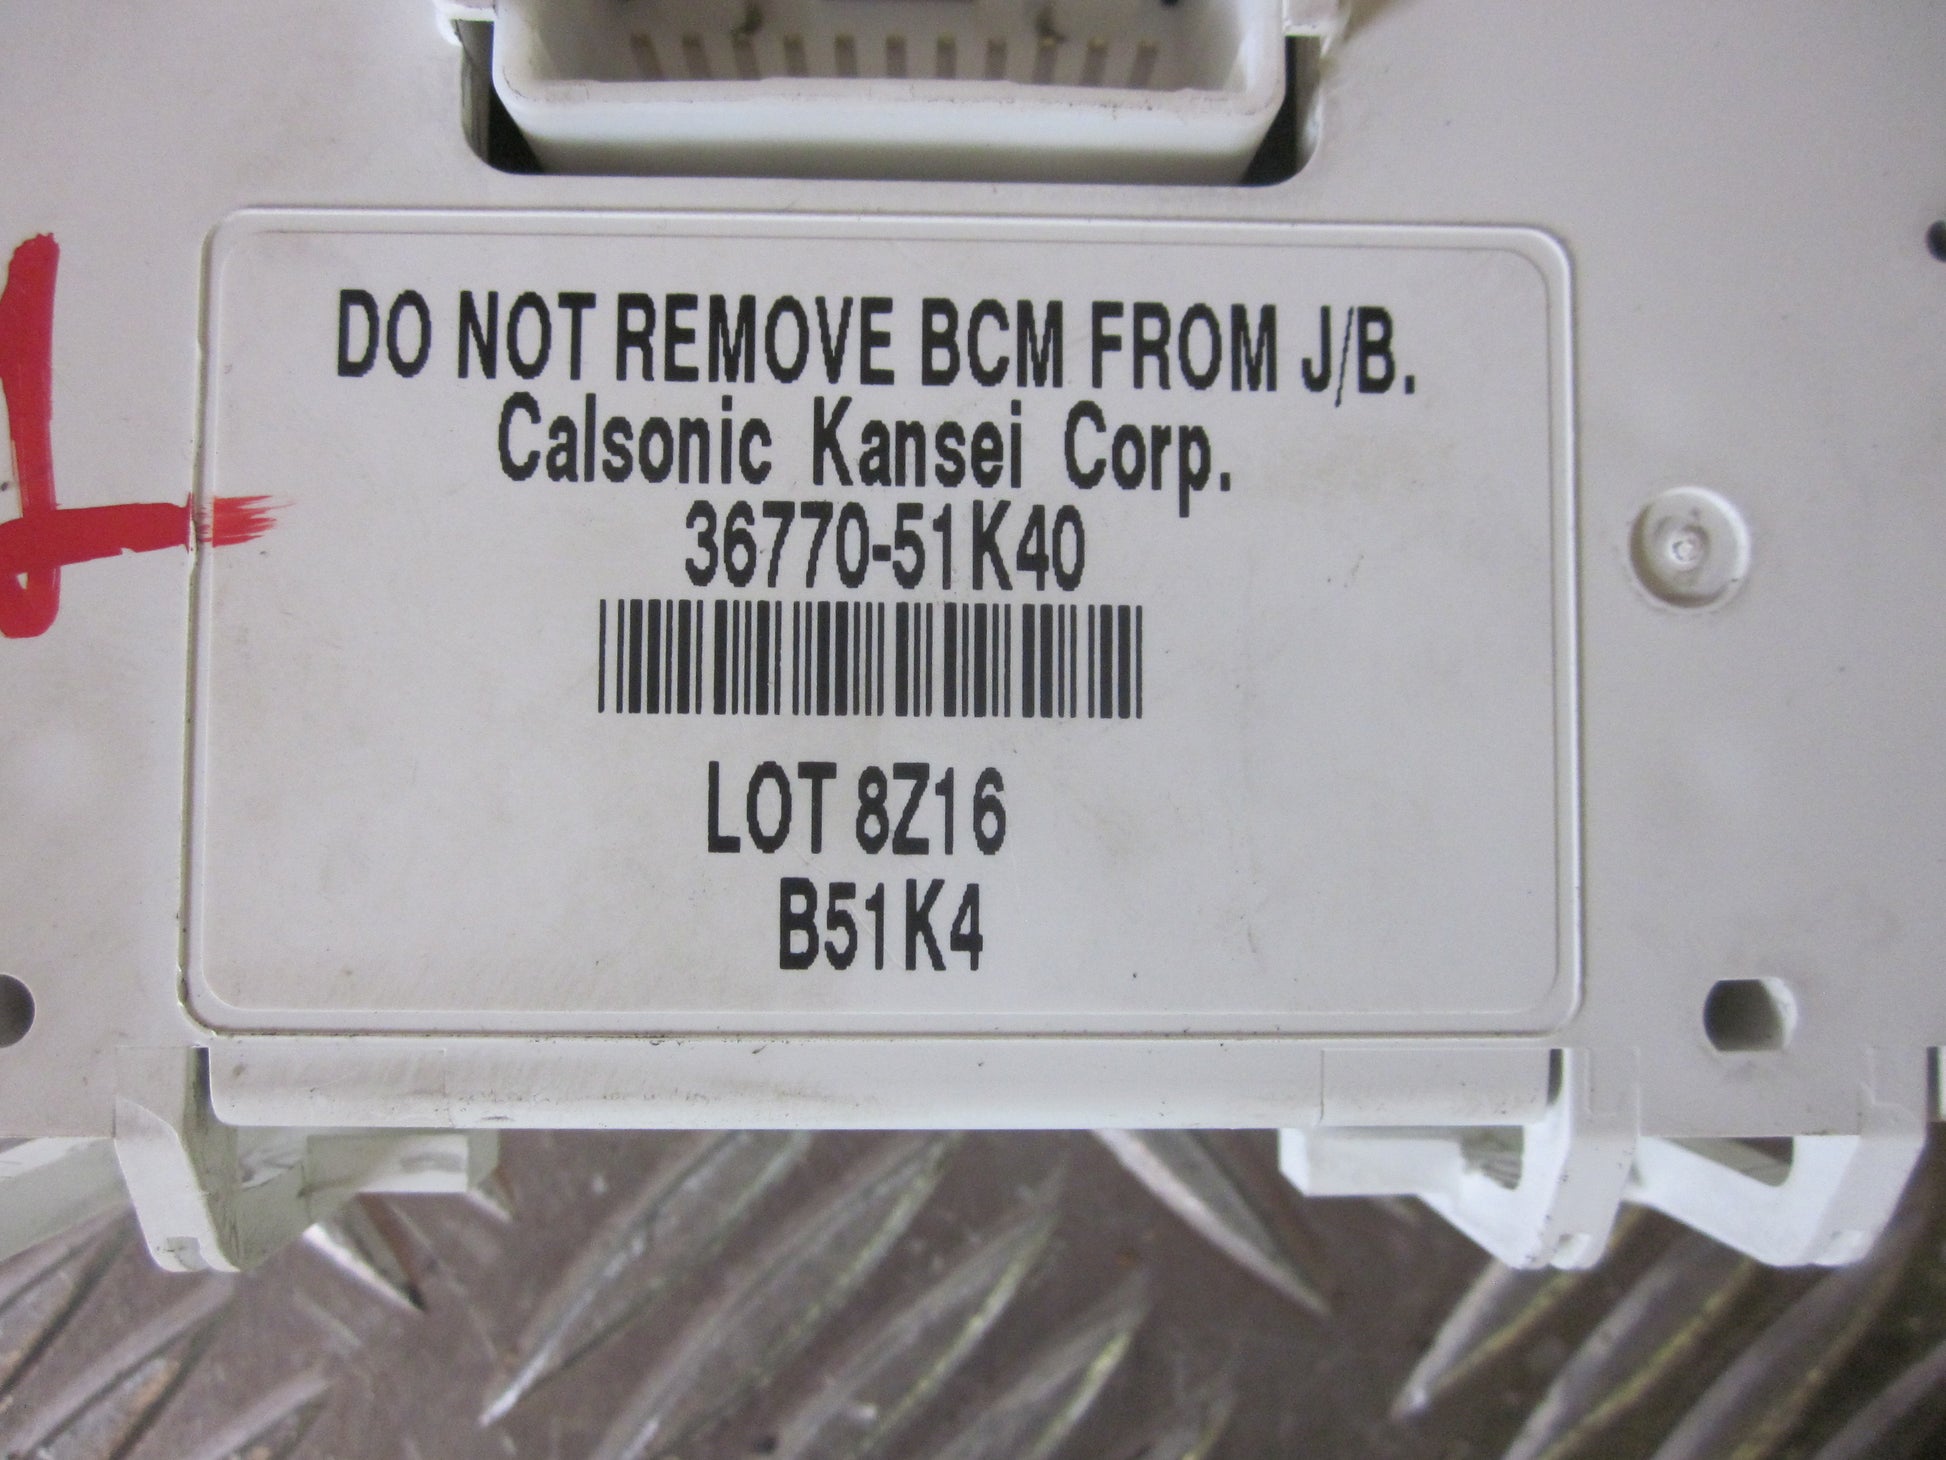 DO NOT REMOVE BCM FROM J/B.
Calsonic Kansei Corp.
36770-51K40
LOT 8Z16
B51K4